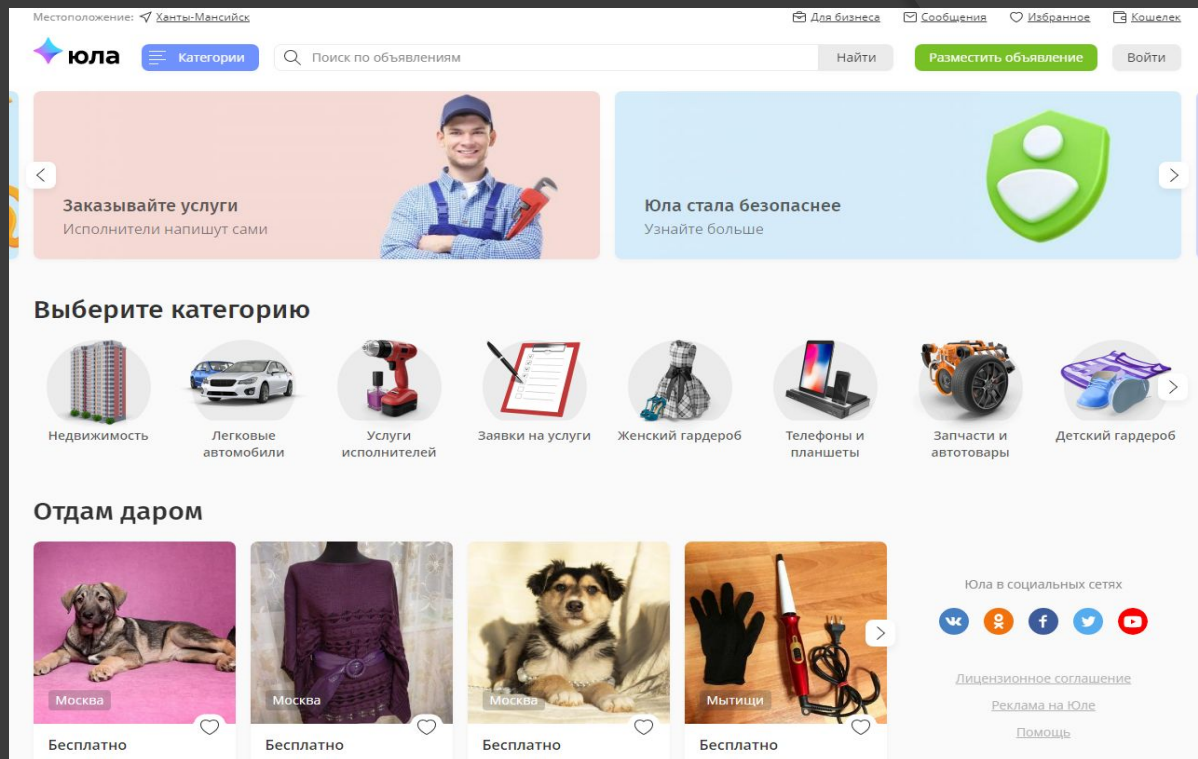 Местоположение: Ханты-Мансийск
Для бизнеса Сообщения Избранное Кошелек
юла Категории Поиск по объявлениям Найти Разместить объявление Войти
Заказывайте услуги
Исполнители напишут сами
Юла стала безопаснее
Узнайте больше
Выберите категорию
Недвижимость
Легковые
автомобили
Услуги
исполнителей
Заявки на услуги
Женский гардероб
Телефоны и
планшеты
Запчасти и
автотовары
Детский гардероб
Отдам даром
Москва
Бесплатно
Москва
Бесплатно
Москва
Бесплатно
Мытищи
Бесплатно
Юла в социальных сетях
Лицензионное соглашение
Реклама на Юле
Помощь